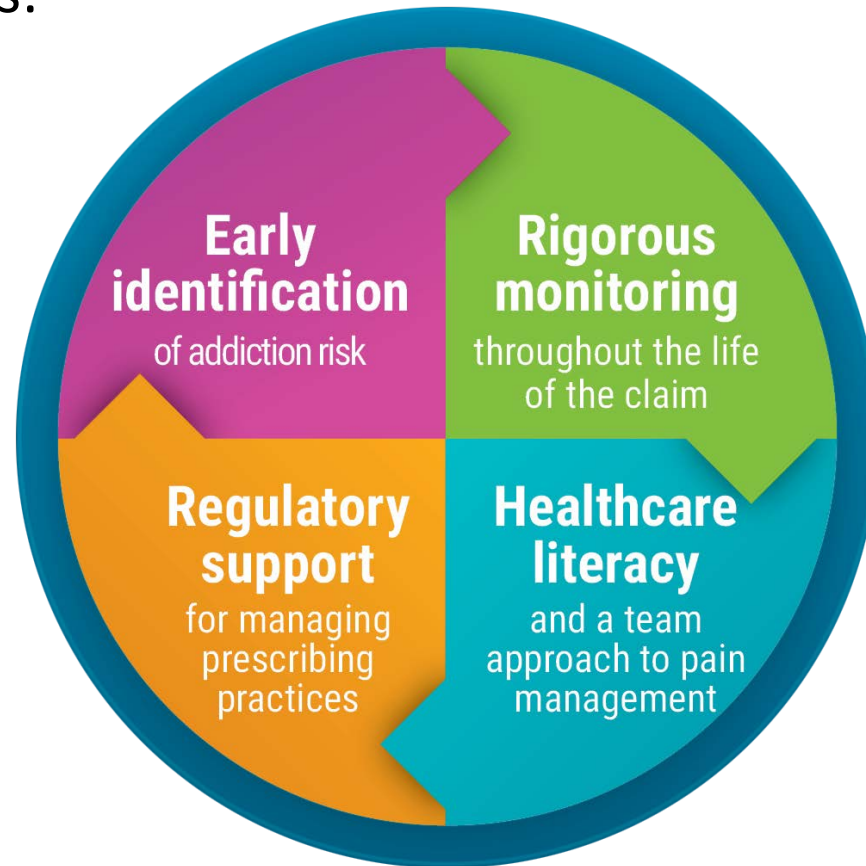 s.
Early
identification
of addiction risk
Rigorous
monitoring
throughout the life
of the claim
Healthcare
literacy
and a team
approach to pain
management
Regulatory
support
for managing
prescribing
practices